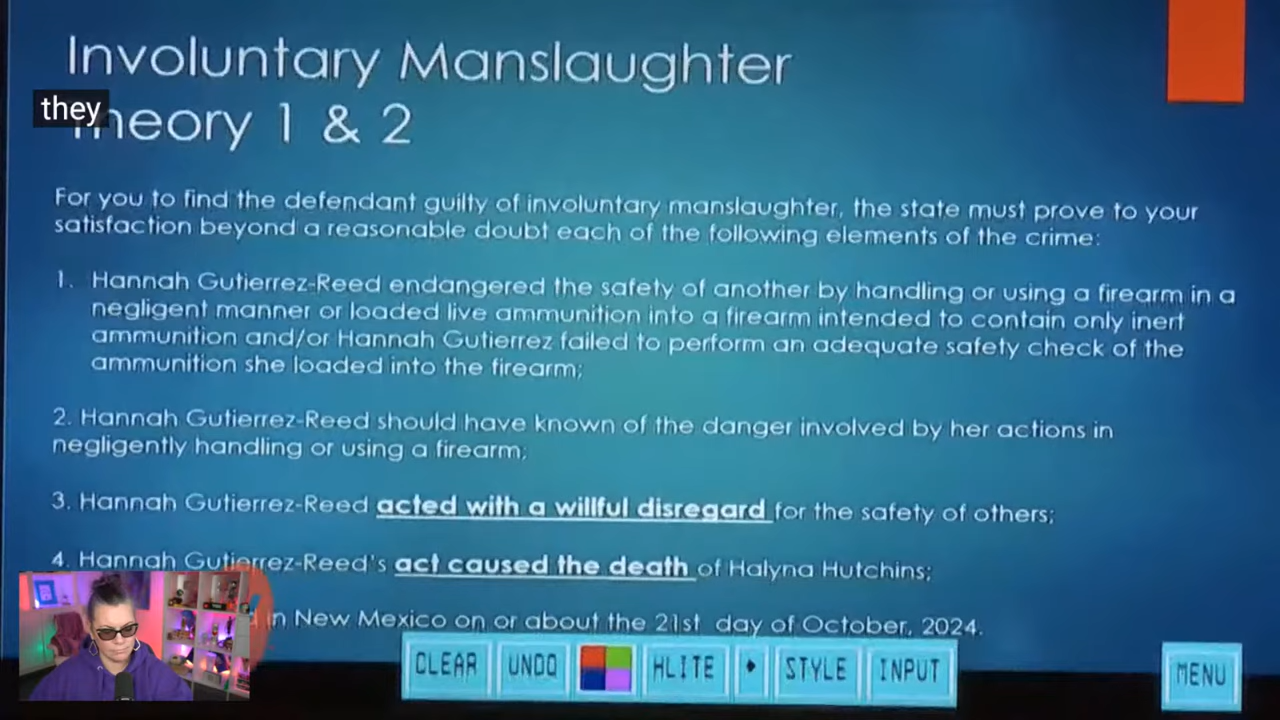 Involuntary Manslaughter
they
heory 1 & 2
For you to find the defendant guilty of involuntary manslaughter, the state must prove to your
satisfaction beyond a reasonable doubt each of the following elements of the crime:
1. Hannah Gutierrez-Reed endangered the safety of another by handling or using a firearm in a
negligent manner or loaded live ammunition into a firearm intended to contain only inert
ammunition and/or Hannah Gutierrez failed to perform an adequate safety check of the
ammunition she loaded into the firearm;
2. Hannah Gutierrez-Reed should have known of the danger involved by her actions in
negligently handling or using a firearm;
3. Hannah Gutierrez-Reed acted with a willful disregard for the safety of others;
4. Hannah Gutierrez-Reed's act caused the death of Halyna Hutchins;
in New Mexico on or about the 21st day of October, 2024.
CLEAR UNDO HLITE STYLE INPUT MENU